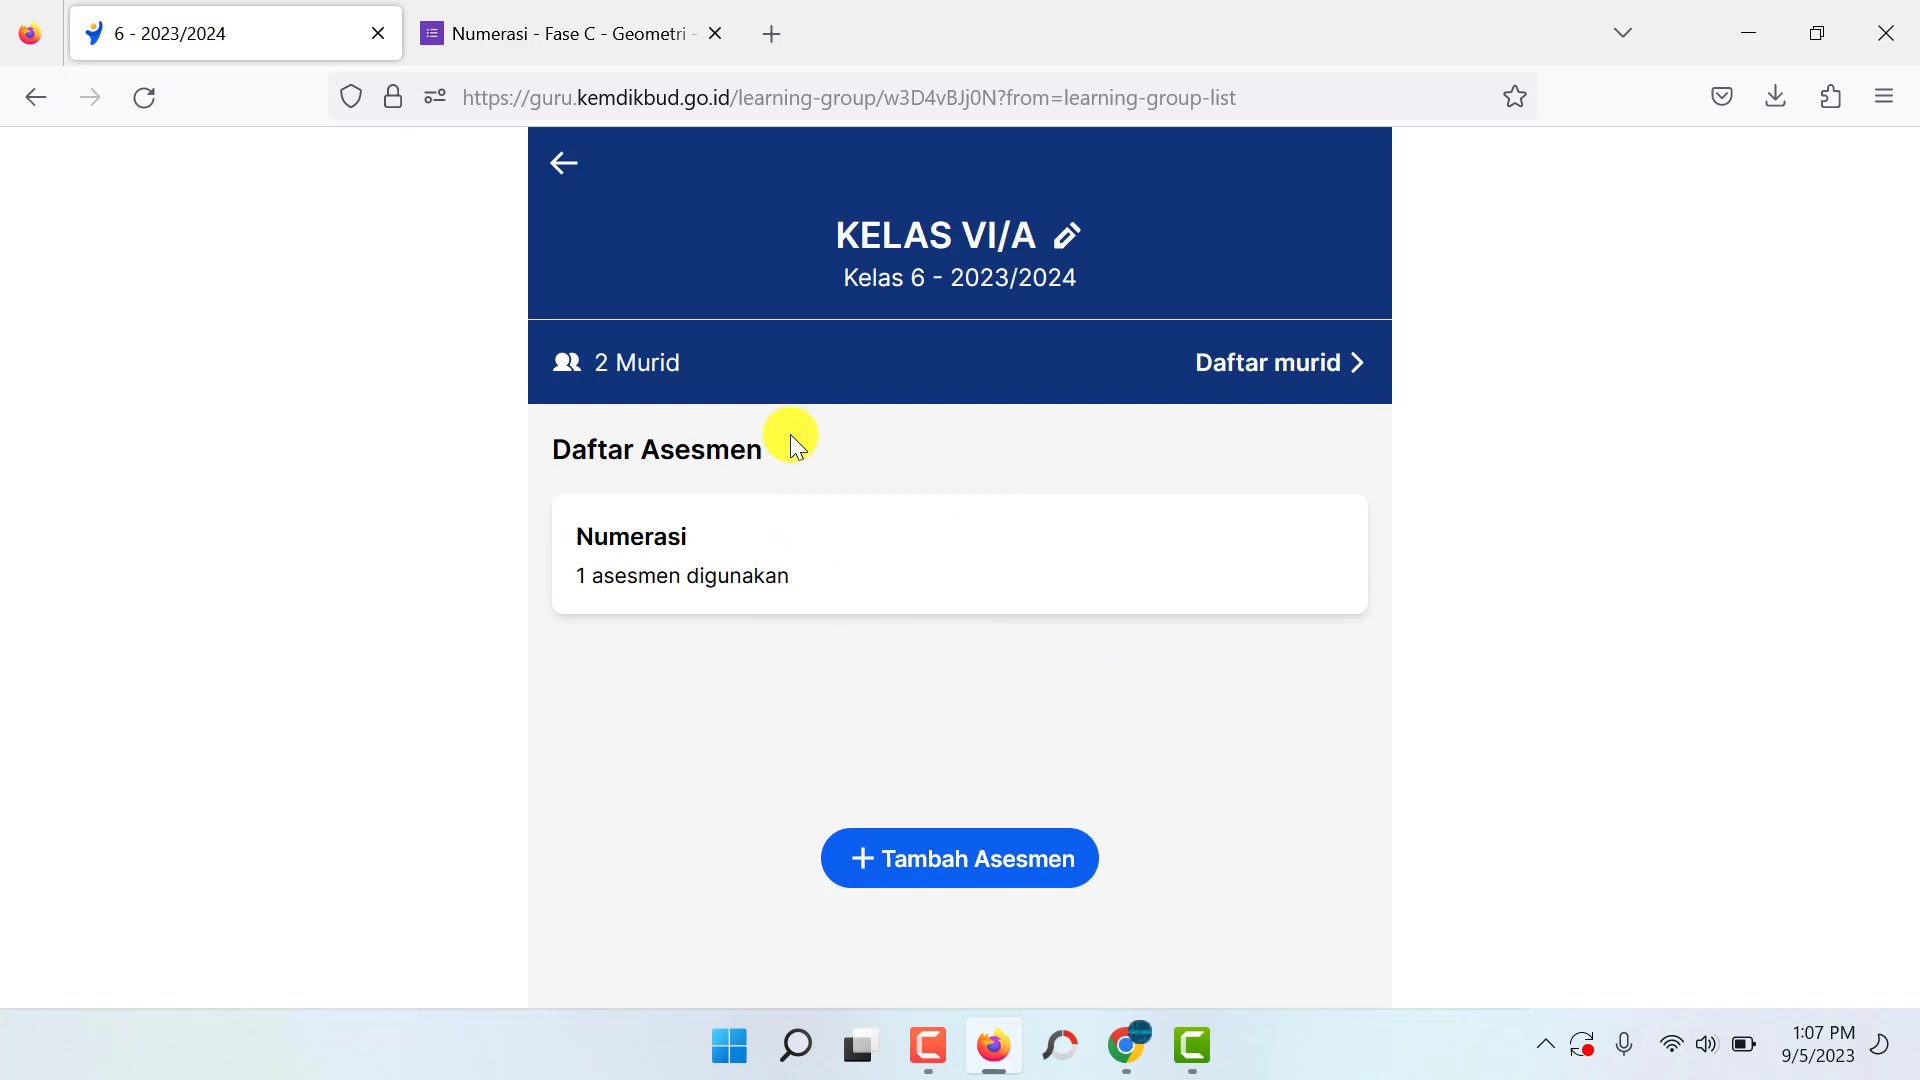 6 - 2023/2024
Numerasi - Fase C - Geometri -
https://guru.kemdikbud.go.id/learning-group/w3D4vBJj0N?from=learning-group-list
KELAS VI/A
Kelas 6 - 2023/2024
2 Murid
Daftar murid
Daftar Asesmen
Numerasi
1 asesmen digunakan
+ Tambah Asesmen
1:07 PM
9/5/2023